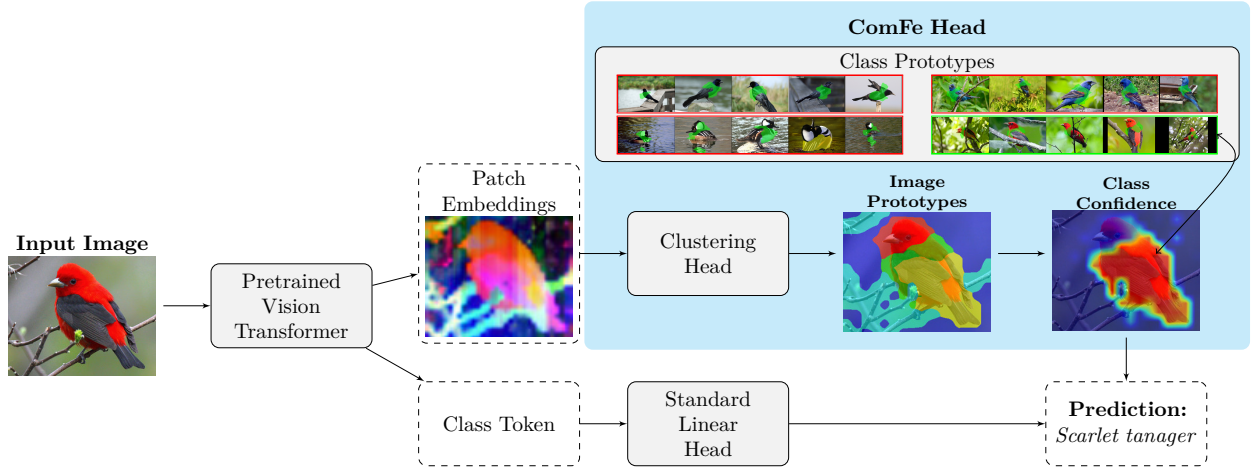 ComFe Head
Class Prototypes
Patch
Embeddings
Image
Prototypes
Class
Confidence
Input Image
Pretrained
Vision
Transformer
Clustering
Head
Class Token
Standard
Linear
Head
Prediction:
Scarlet tanager